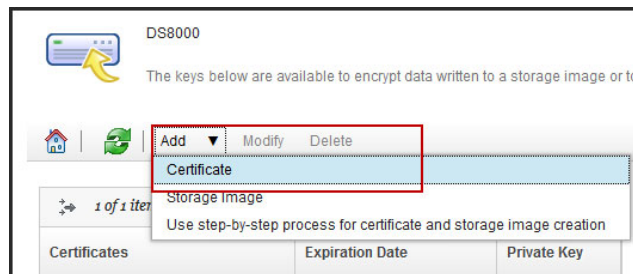 DS8000
The keys below are available to encrypt data written to a storage image or to
Add ▼ Modify Delete
Certificate
Storage Image
1 of 1 iter
Use step-by-step process for certificate and storage image creation
Certificates Expiration Date Private Key